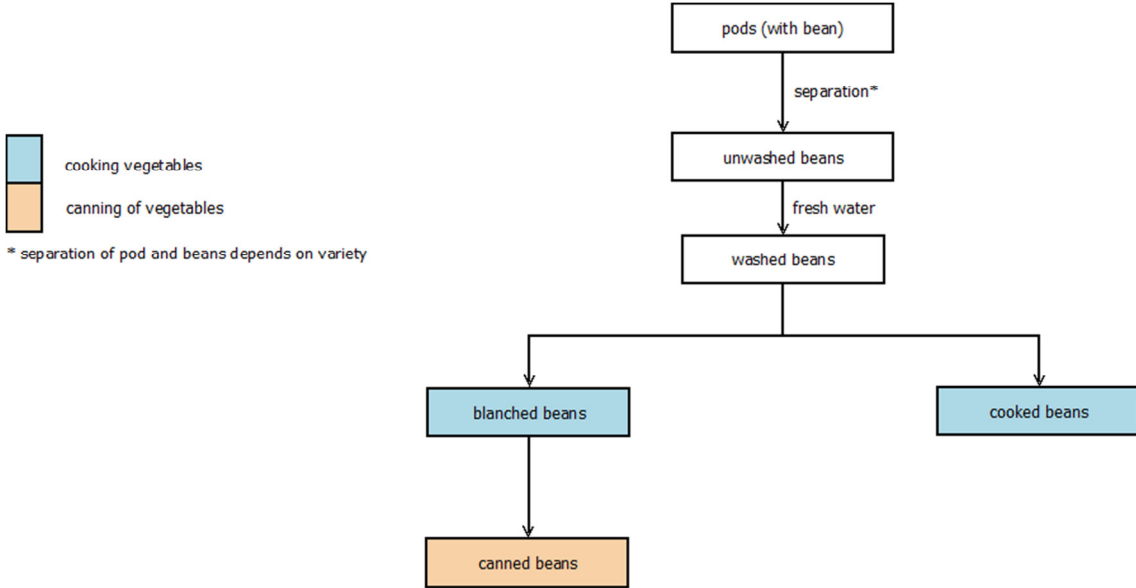 pods (with bean)
separation*
unwashed beans
cooking vegetables
canning of vegetables
fresh water
* separation of pod and beans depends on variety
washed beans
blanched beans
cooked beans
canned beans